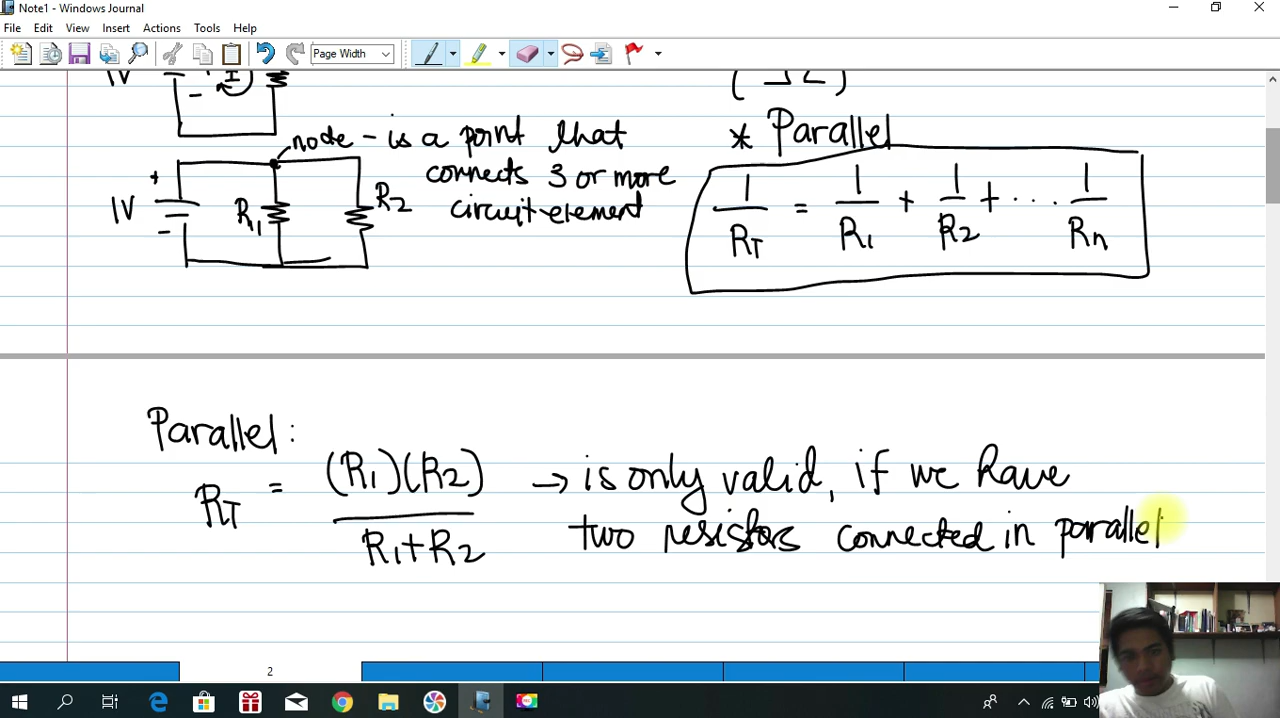 Note1 - Windows Journal
File Edit View Insert Actions Tools Help
Page Width
1V - I
* Parallel
node - is a point that
connects 3 or more
circuit element
+
1V
-
R1
R2
1/RT = 1/R1 + 1/R2 + .... 1/Rn
Parallel:
RT = (R1)(R2)/R1+R2 → is only valid, if we have
two resistors connected in parallel
2